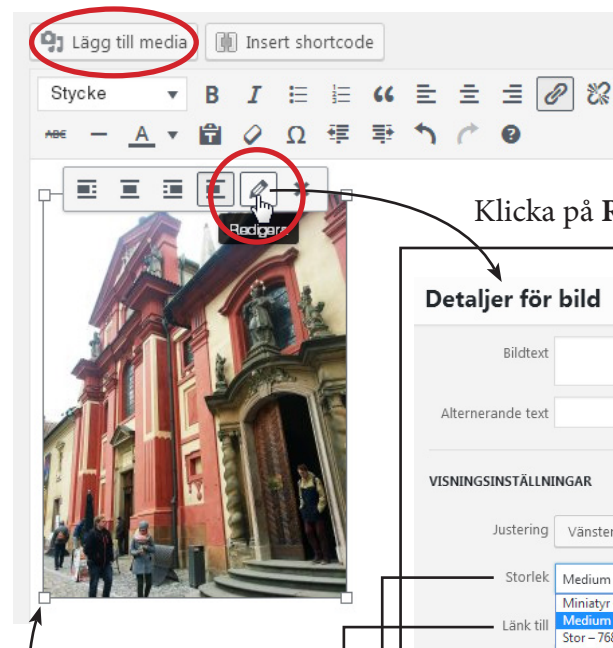 Lägg till media
Insert shortcode
Stycke B I
ABC A T Ω ?
Redigera
Klicka på R
Detaljer för bild
Bildtext
Alternerande text
VISNINGSINSTÄLLNINGAR
Justering Vänster
Storlek Medium
Miniatyr
Länk till Medium
Stor – 768